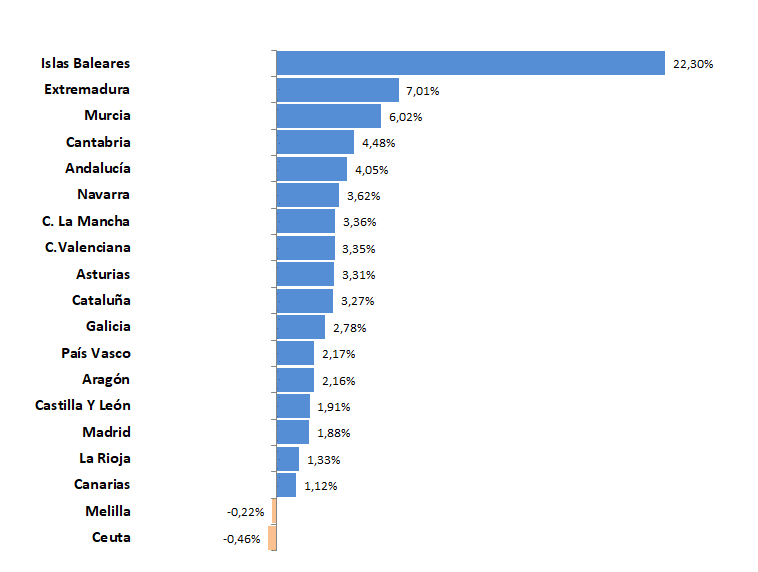 Islas Baleares 22,30%
Extremadura 7,01%
Murcia 6,02%
Cantabria 4,48%
Andalucía 4,05%
Navarra 3,62%
C. La Mancha 3,36%
C.Valenciana 3,35%
Asturias 3,31%
Cataluña 3,27%
Galicia 2,78%
País Vasco 2,17%
Aragón 2,16%
Castilla Y León 1,91%
Madrid 1,88%
La Rioja 1,33%
Canarias 1,12%
Melilla -0,22%
Ceuta -0,46%